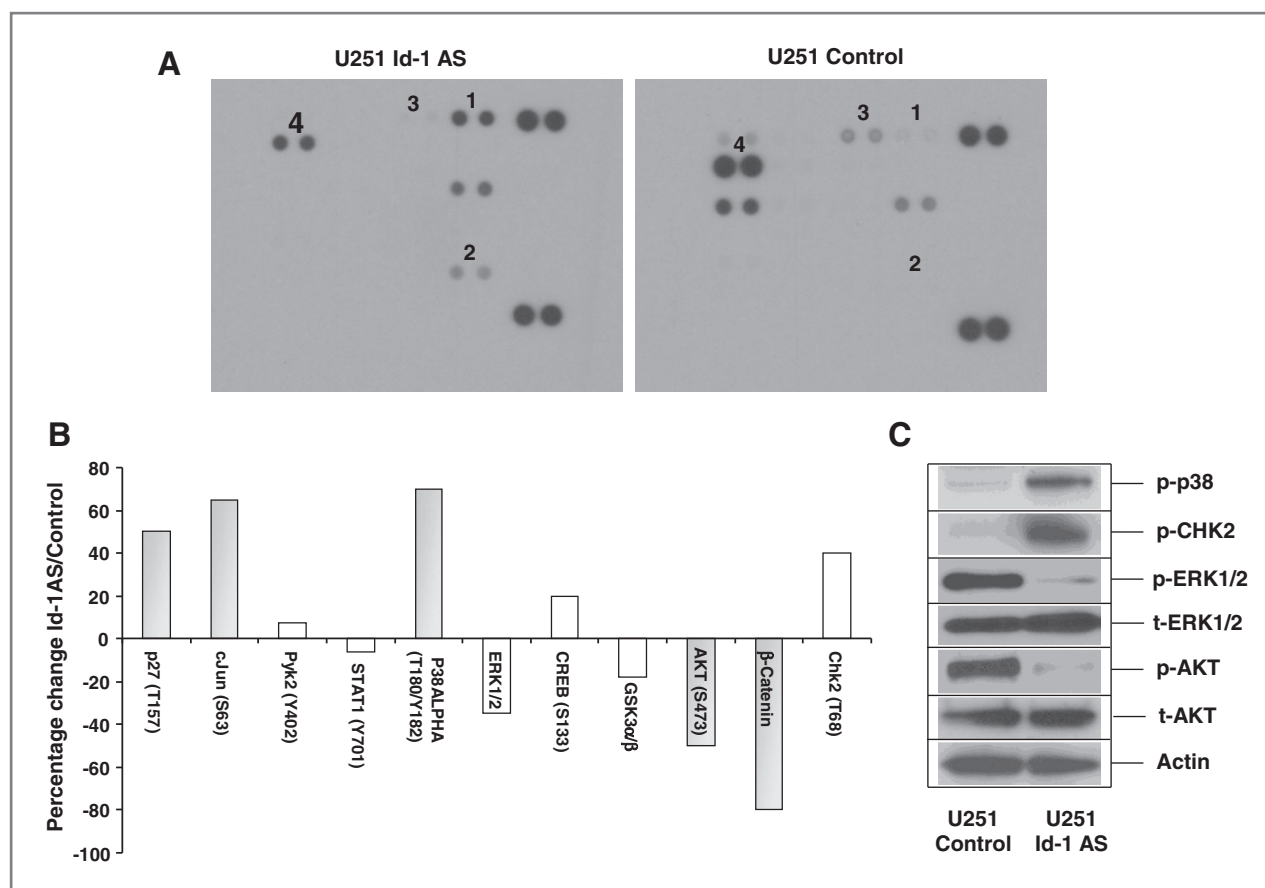 A
U251 Id-1 AS
U251 Control
4
3
1
2
4
3
1
2
B
Percentage change Id-1AS/Control
80
60
40
20
0
-20
-40
-60
-80
-100
p27 (T157)
cJun (S63)
Pyk2 (Y402)
STAT1 (Y701)
P38ALPHA
(T180/Y182)
ERK1/2
CREB (S133)
GSK3α/β
AKT (S473)
β-Catenin
Chk2 (T68)
C
p-p38
p-CHK2
p-ERK1/2
t-ERK1/2
p-AKT
t-AKT
Actin
U251
Control
U251
Id-1 AS